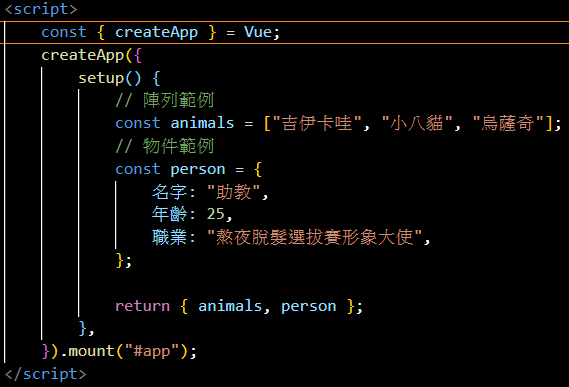 <script>
const { createApp } = Vue;
createApp({
setup() {
// 陣列範例
const animals = ["吉伊卡哇", "小八貓", "烏薩奇"];
// 物件範例
const person = {
名字: "助教",
年齡: 25,
職業: "熬夜脫髮選拔賽形象大使",
};
return { animals, person };
},
}).mount("#app");
</script>